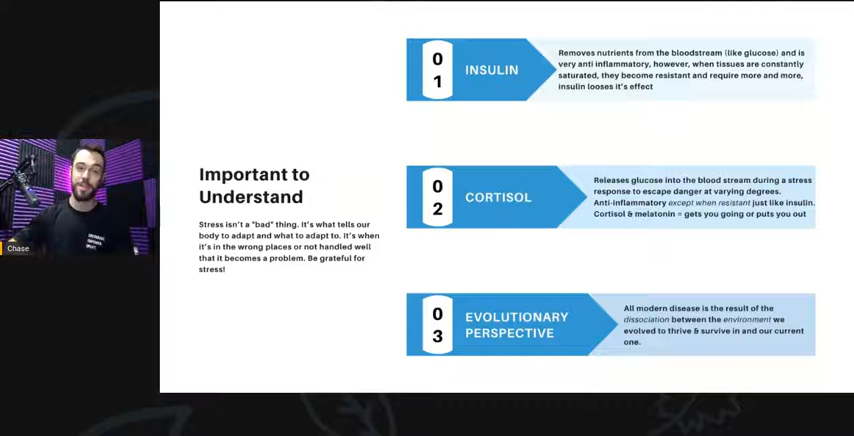 Important to
Understand
Stress isn't a "bad" thing. It's what tells our
body to adapt and what to adapt to. It's when
it's in the wrong places or not handled well
that it becomes a problem. Be grateful for
stress!
0
1
INSULIN
Removes nutrients from the bloodstream (like glucose) and is
very anti inflammatory, however, when tissues are constantly
saturated, they become resistant and require more and more,
insulin looses it's effect
0
2
CORTISOL
Releases glucose into the blood stream during a stress
response to escape danger at varying degrees.
Anti-inflammatory except when resistant just like insulin.
Cortisol & melatonin = gets you going or puts you out
0
3
EVOLUTIONARY
PERSPECTIVE
All modern disease is the result of the
dissociation between the environment we
evolved to thrive & survive in and our current
one.
Chase